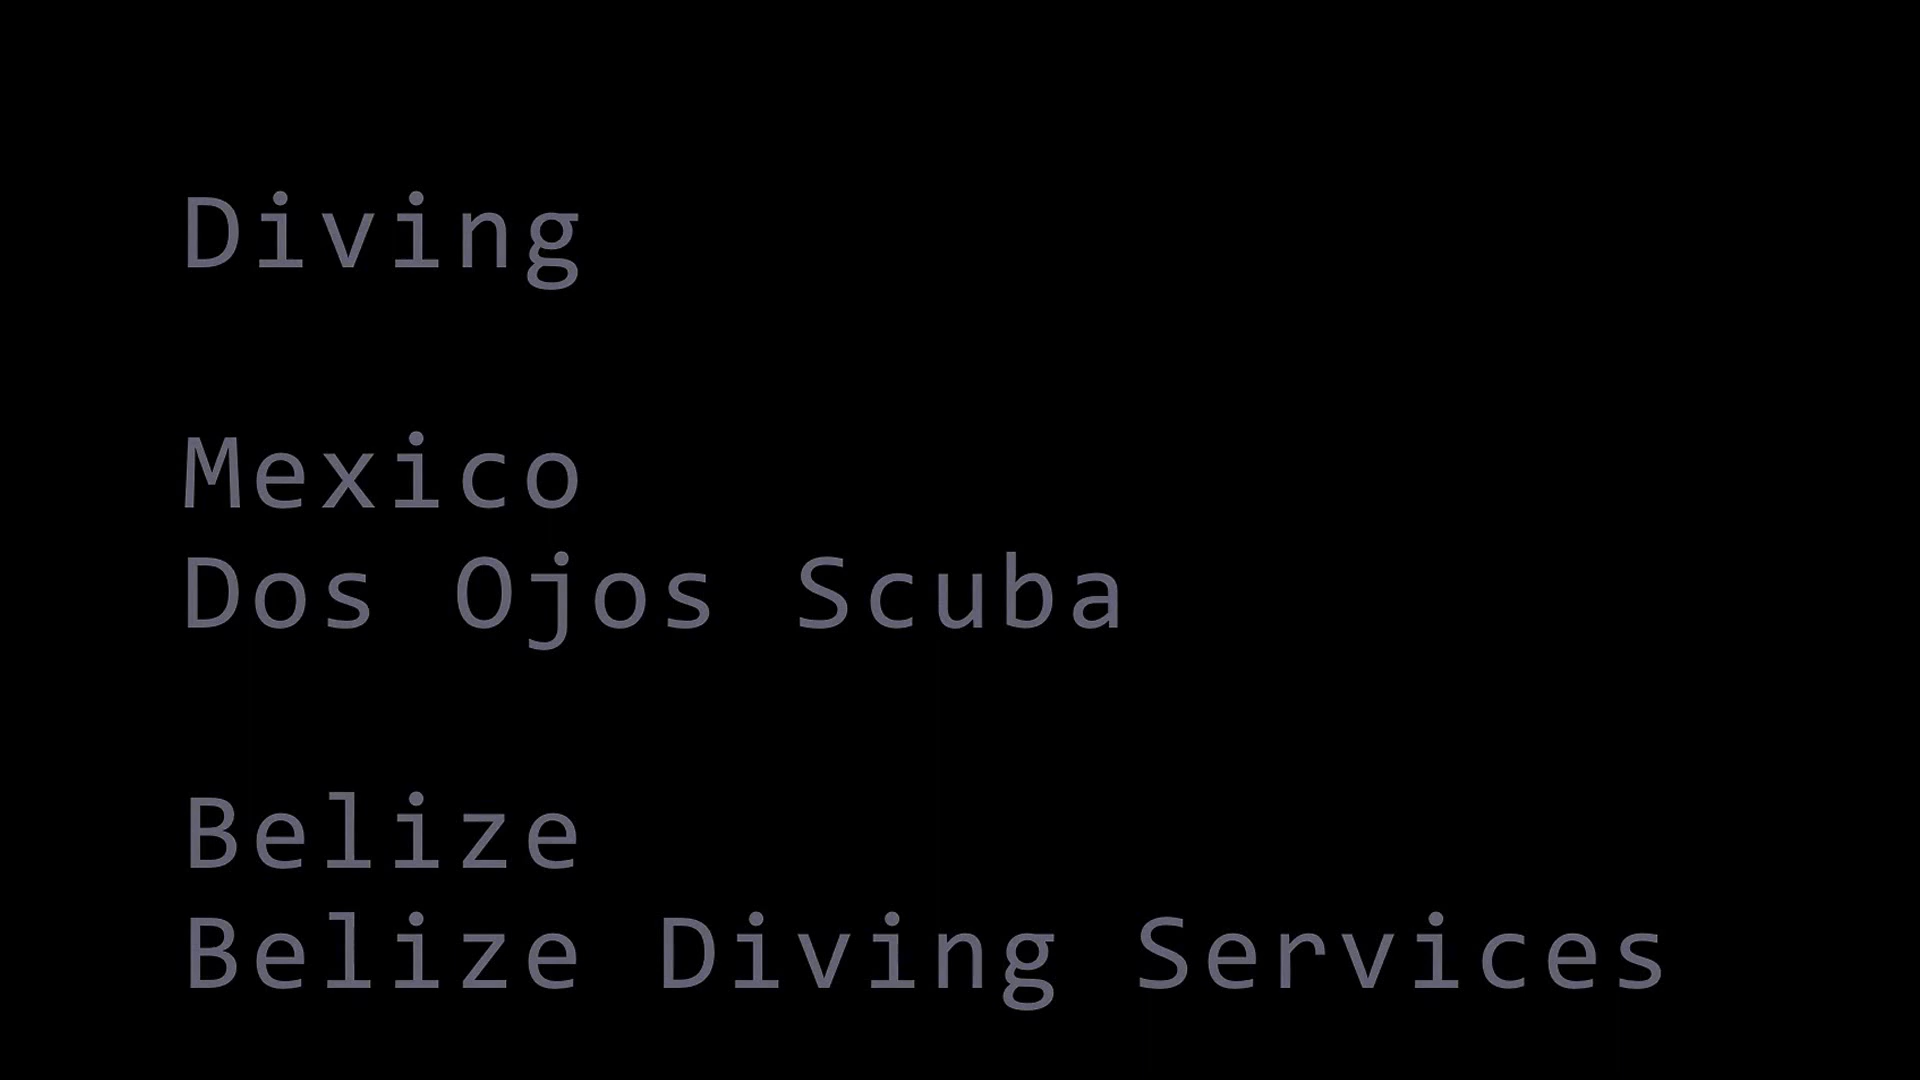 Diving
Mexico
Dos Ojos Scuba
Belize
Belize Diving Services